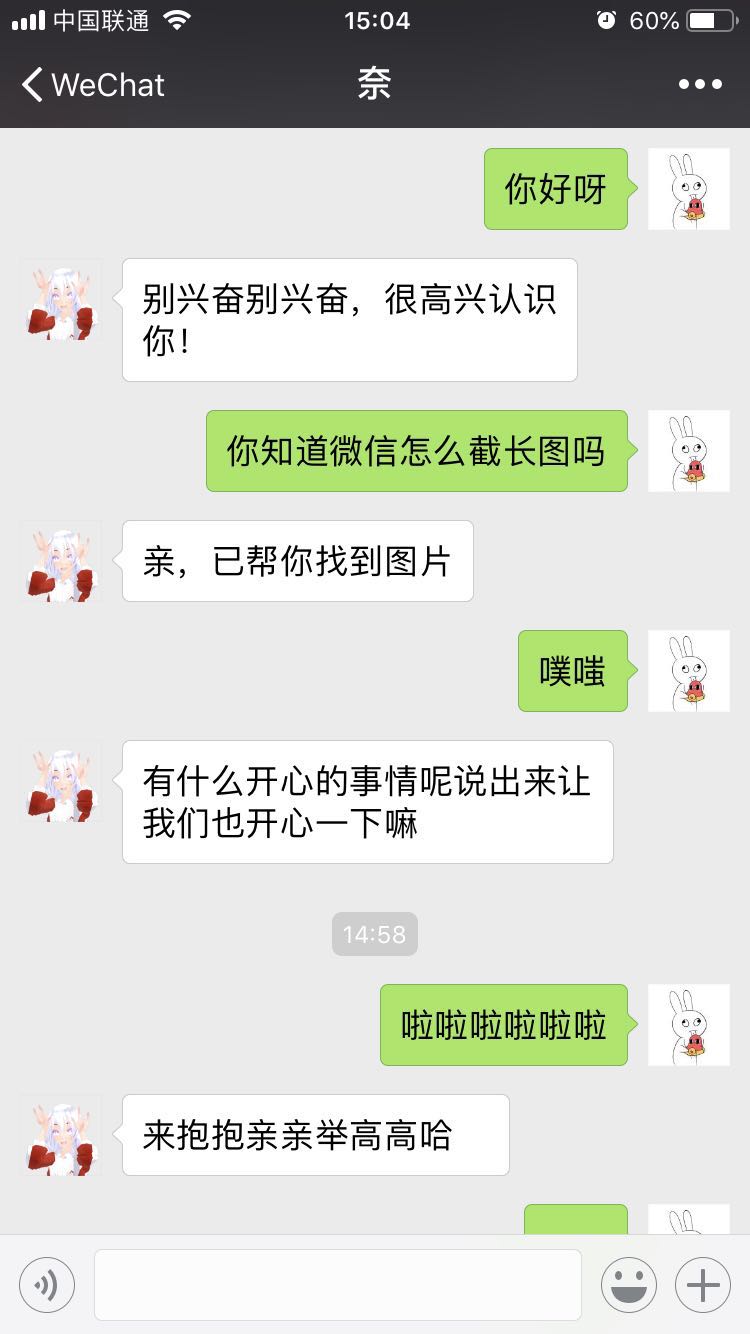 中国联通 15:04 60%
WeChat 奈
你好呀
别兴奋别兴奋，很高兴认识
你！
你知道微信怎么截长图吗
亲，已帮你找到图片
噗嗤
有什么开心的事情呢说出来让
我们也开心一下嘛
14:58
啦啦啦啦啦啦
来抱抱亲亲举高高哈